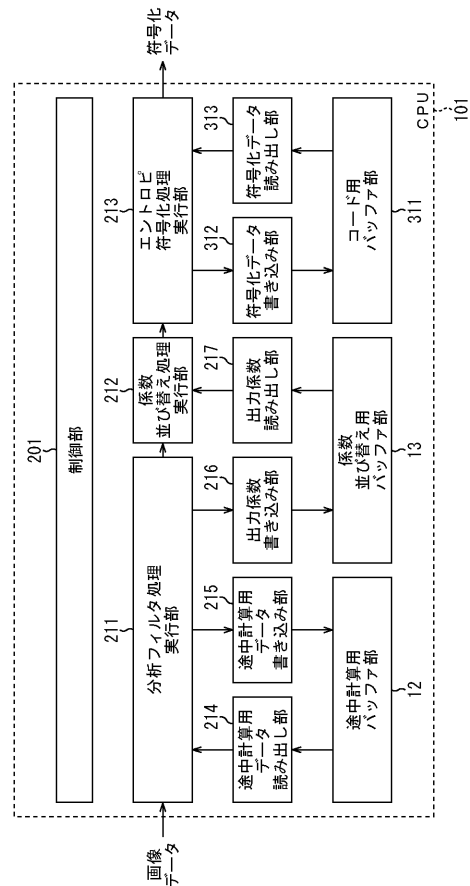 201
制御部
画像
データ
211
分析フィルタ処理
実行部
212
係数
並び替え処理
実行部
213
エントロピ
符号化処理
実行部
符号化
データ
214
途中計算用
データ
読み出し部
215
途中計算用
データ
書き込み部
216
出力係数
書き込み部
217
出力係数
読み出し部
312
符号化データ
書き込み部
313
符号化データ
読み出し部
途中計算用
バッファ部
12
係数
並び替え用
バッファ部
13
コード用
バッファ部
311
CPU
101